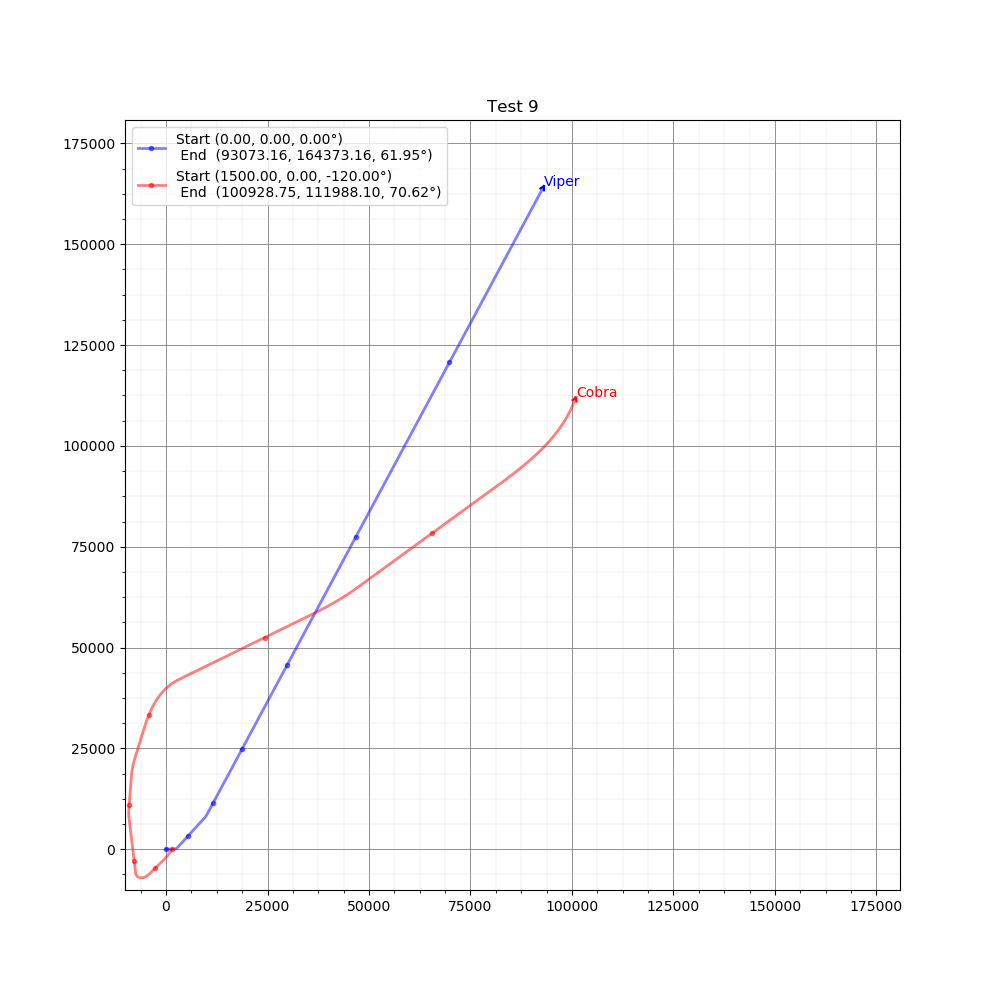 Test 9
Start (0.00, 0.00, 0.00°)
End (93073.16, 164373.16, 61.95°)
Start (1500.00, 0.00, -120.00°)
End (100928.75, 111988.10, 70.62°)
Viper
Cobra
175000
150000
125000
100000
75000
50000
25000
0
0 25000 50000 75000 100000 125000 150000 175000